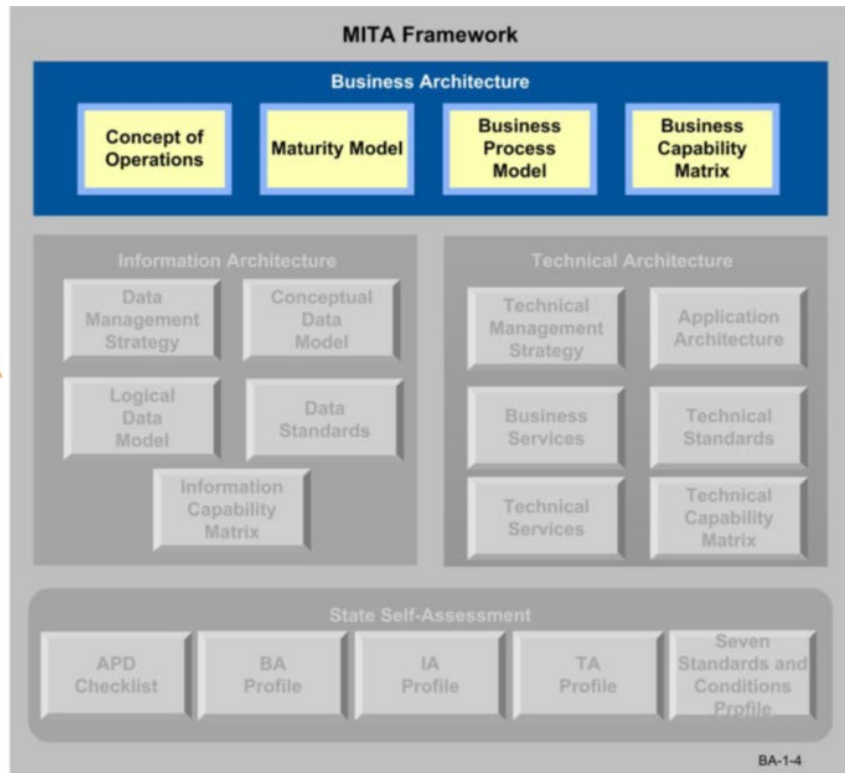 MITA Framework
Business Architecture
Concept of
Operations
Maturity Model
Business
Process
Model
Business
Capability
Matrix
Information Architecture
Data
Management
Strategy
Conceptual
Data
Model
Logical
Data
Model
Data
Standards
Information
Capability
Matrix
Technical Architecture
Technical
Management
Strategy
Application
Architecture
Business
Services
Technical
Standards
Technical
Services
Technical
Capability
Matrix
State Self-Assessment
APD
Checklist
BA
Profile
IA
Profile
TA
Profile
Seven
Standards and
Conditions
Profile
BA-1-4